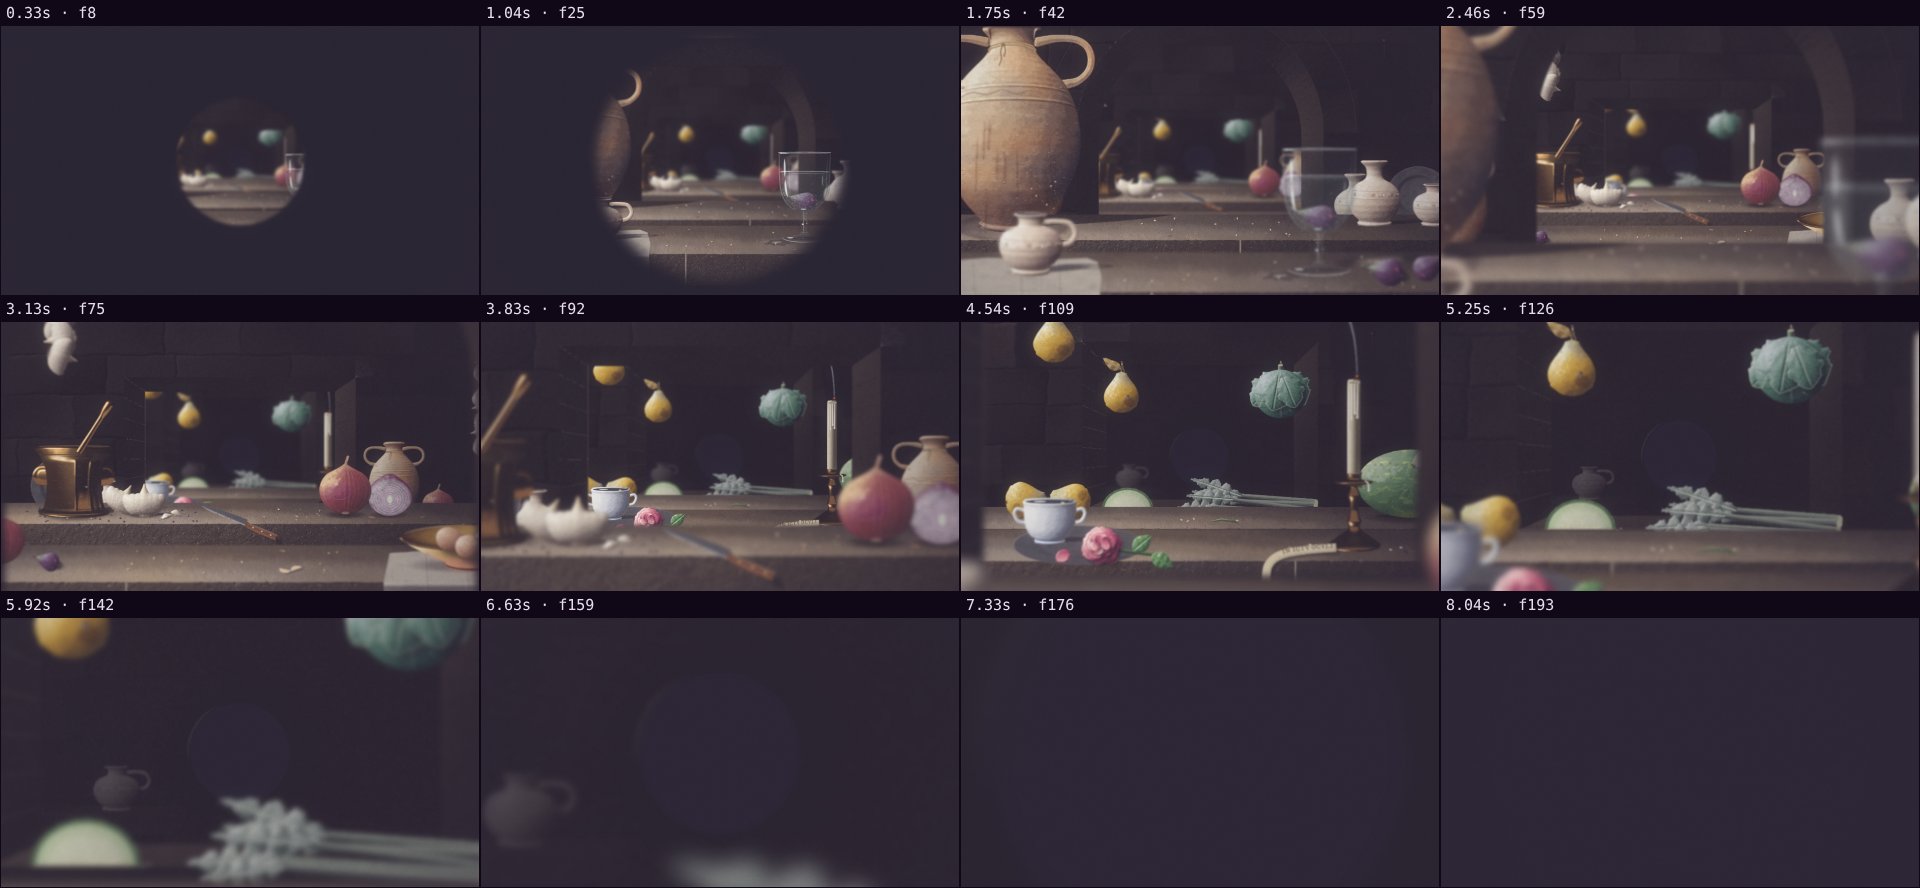 0.33s · f8
1.04s · f25
1.75s · f42
2.46s · f59
3.13s · f75
3.83s · f92
4.54s · f109
5.25s · f126
5.92s · f142
6.63s · f159
7.33s · f176
8.04s · f193